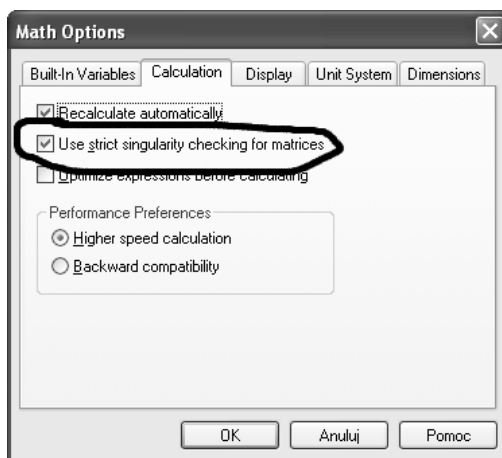 Math Options
Built-In Variables Calculation Display Unit System Dimensions
Recalculate automatically
Use strict singularity checking for matrices
Optimize expressions before calculating
Performance Preferences
Higher speed calculation
Backward compatibility
OK Anuluj Pomoc